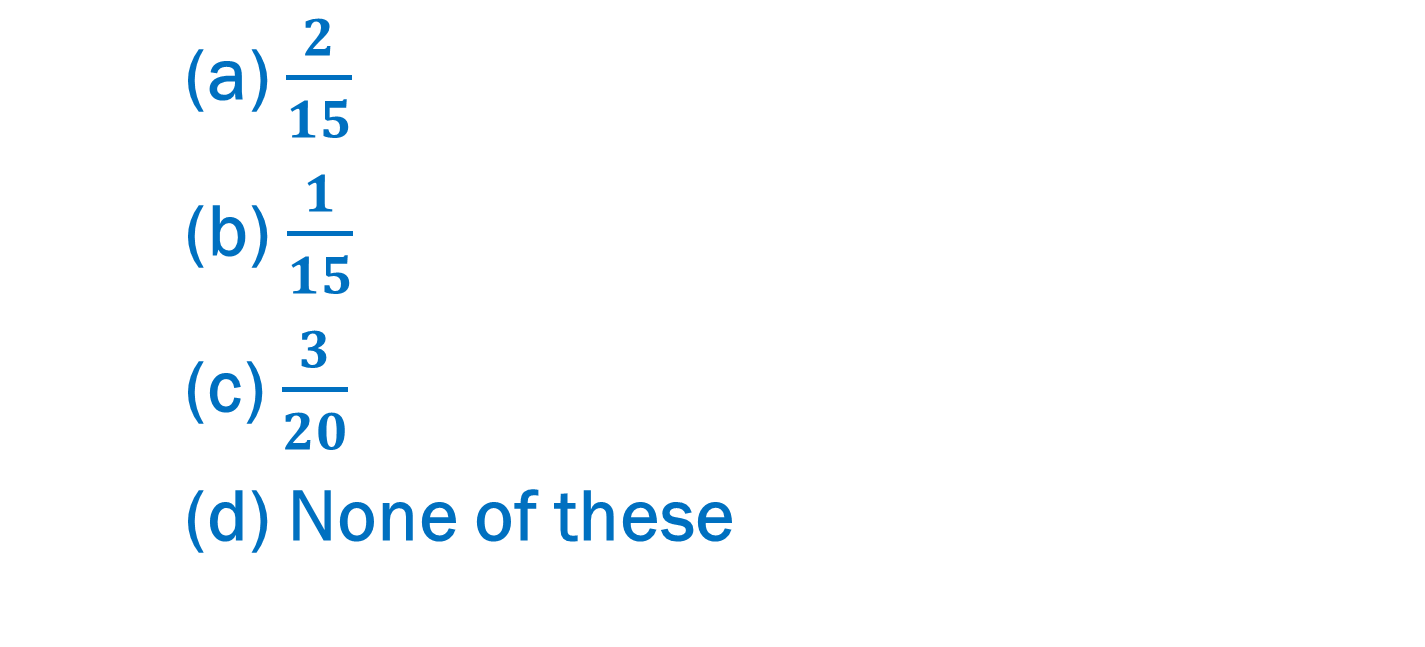 (a) 2/15
(b) 1/15
(c) 3/20
(d) None of these